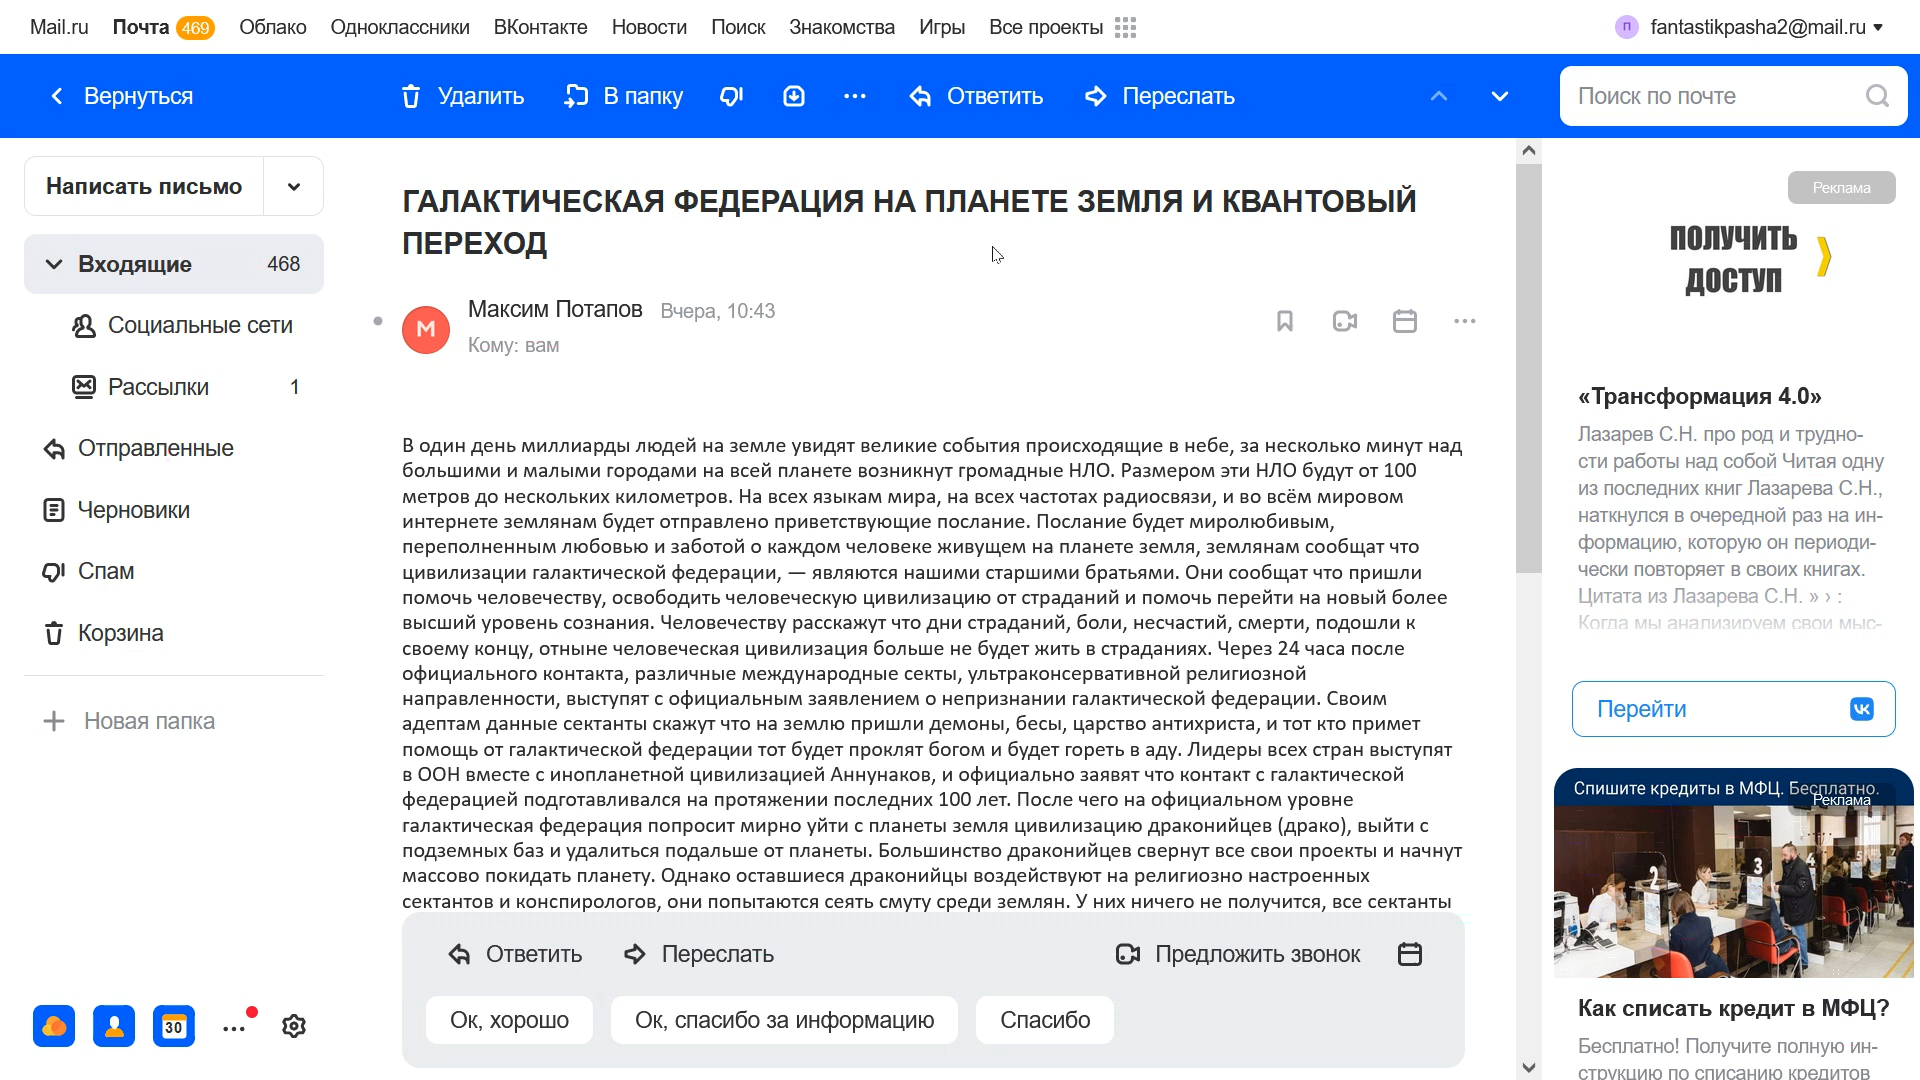 Mail.ru Почта 469 Облако Одноклассники ВКонтакте Новости Поиск Знакомства Игры Все проекты
П fantastikpasha2@mail.ru
Вернуться
Удалить В папку Ответить Переслать
Поиск по почте
Написать письмо
Входящие 468
Социальные сети
Рассылки 1
Отправленные
Черновики
Спам
Корзина
Новая папка
30
ГАЛАКТИЧЕСКАЯ ФЕДЕРАЦИЯ НА ПЛАНЕТЕ ЗЕМЛЯ И КВАНТОВЫЙ
ПЕРЕХОД
М
Максим Потапов Вчера, 10:43
Кому: вам
В один день миллиарды людей на земле увидят великие события происходящие в небе, за несколько минут над
большими и малыми городами на всей планете возникнут громадные НЛО. Размером эти НЛО будут от 100
метров до нескольких километров. На всех языкам мира, на всех частотах радиосвязи, и во всём мировом
интернете землянам будет отправлено приветствующие послание. Послание будет миролюбивым,
переполненным любовью и заботой о каждом человеке живущем на планете земля, землянам сообщат что
цивилизации галактической федерации, — являются нашими старшими братьями. Они сообщат что пришли
помочь человечеству, освободить человеческую цивилизацию от страданий и помочь перейти на новый более
высший уровень сознания. Человечеству расскажут что дни страданий, боли, несчастий, смерти, подошли к
своему концу, отныне человеческая цивилизация больше не будет жить в страданиях. Через 24 часа после
официального контакта, различные международные секты, ультраконсервативной религиозной
направленности, выступят с официальным заявлением о непризнании галактической федерации. Своим
адептам данные сектанты скажут что на землю пришли демоны, бесы, царство антихриста, и тот кто примет
помощь от галактической федерации тот будет проклят богом и будет гореть в аду. Лидеры всех стран выступят
в ООН вместе с инопланетной цивилизацией Аннунаков, и официально заявят что контакт с галактической
федерацией подготавливался на протяжении последних 100 лет. После чего на официальном уровне
галактическая федерация попросит мирно уйти с планеты земля цивилизацию драконийцев (драко), выйти с
подземных баз и удалиться подальше от планеты. Большинство драконийцев свернут все свои проекты и начнут
массово покидать планету. Однако оставшиеся драконийцы воздействуют на религиозно настроенных
сектантов и конспирологов, они попытаются сеять смуту среди землян. У них ничего не получится, все сектанты
Ответить Переслать Предложить звонок
Ок, хорошо Ок, спасибо за информацию Спасибо
Реклама
ПОЛУЧИТЬ
ДОСТУП
«Трансформация 4.0»
Лазарев С.Н. про род и трудно-
сти работы над собой Читая одну
из последних книг Лазарева С.Н.,
наткнулся в очередной раз на ин-
формацию, которую он периоди-
чески повторяет в своих книгах.
Цитата из Лазарева С.Н. » › :
Когда мы анализируем свои мыс-
Перейти
Спишите кредиты в МФЦ. Бесплатно.
Реклама
2 3 4 5 7
Как списать кредит в МФЦ?
Бесплатно! Получите полную ин-
струкцию по списанию кредитов